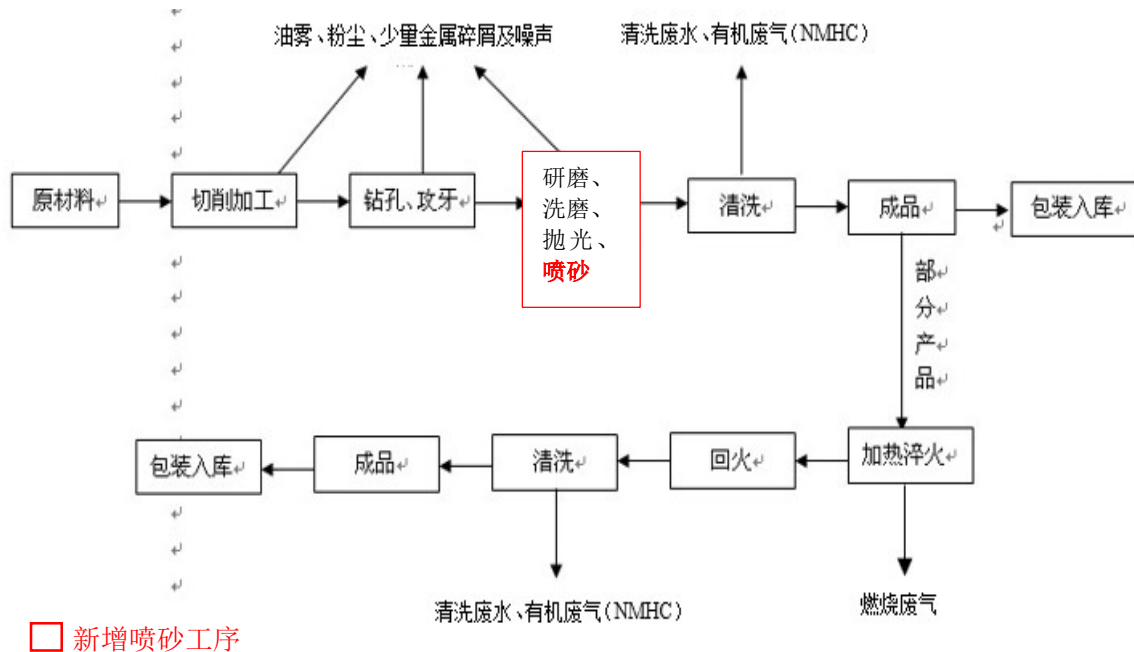 油雾、粉尘、少量金属碎屑及噪声
清洗废水、有机废气(NMHC)
原材料
切削加工
钻孔、攻牙
研磨、
洗磨、
抛光、
喷砂
清洗
成品
包装入库
部
分
产
品
包装入库
成品
清洗
回火
加热淬火
清洗废水、有机废气(NMHC)
燃烧废气
新增喷砂工序